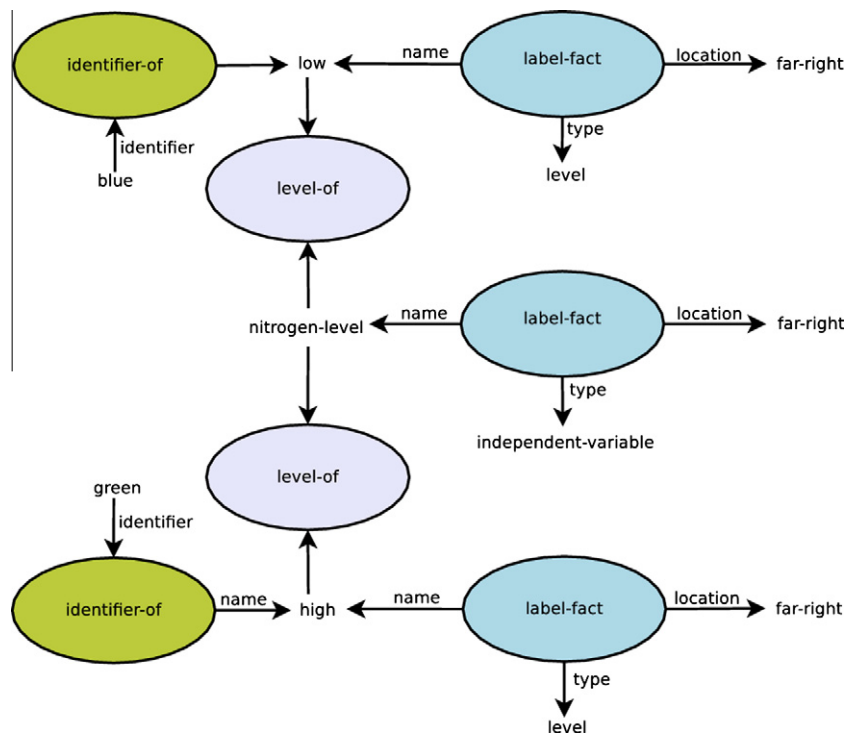 identifier-of
low
name
label-fact
location
far-right
identifier
blue
type
level
level-of
nitrogen-level
name
label-fact
location
far-right
type
independent-variable
level-of
green
identifier
identifier-of
name
high
name
label-fact
location
far-right
type
level